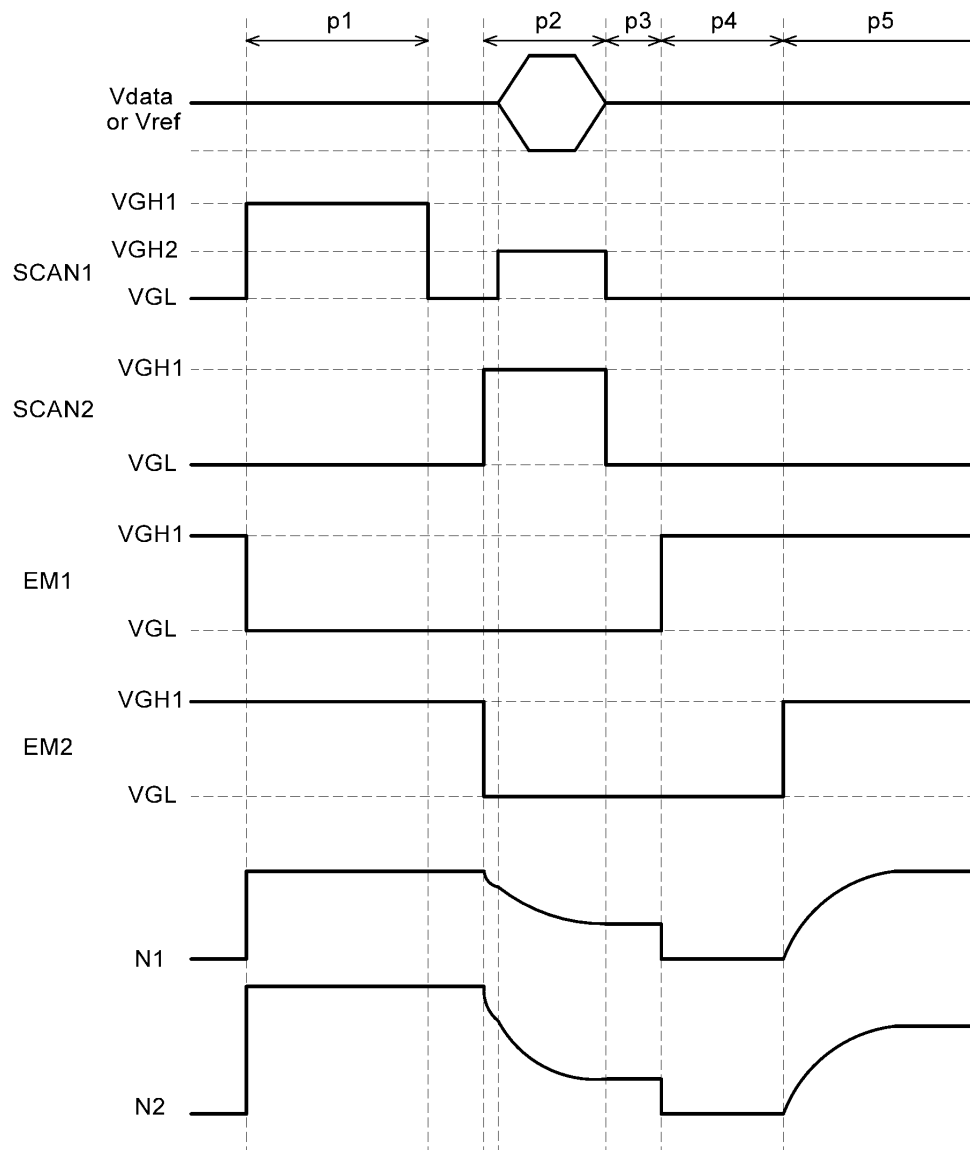 p1 p2 p3 p4 p5
Vdata
or Vref
VGH1
VGH2
SCAN1
VGL
VGH1
SCAN2
VGL
VGH1
EM1
VGL
VGH1
EM2
VGL
N1
N2